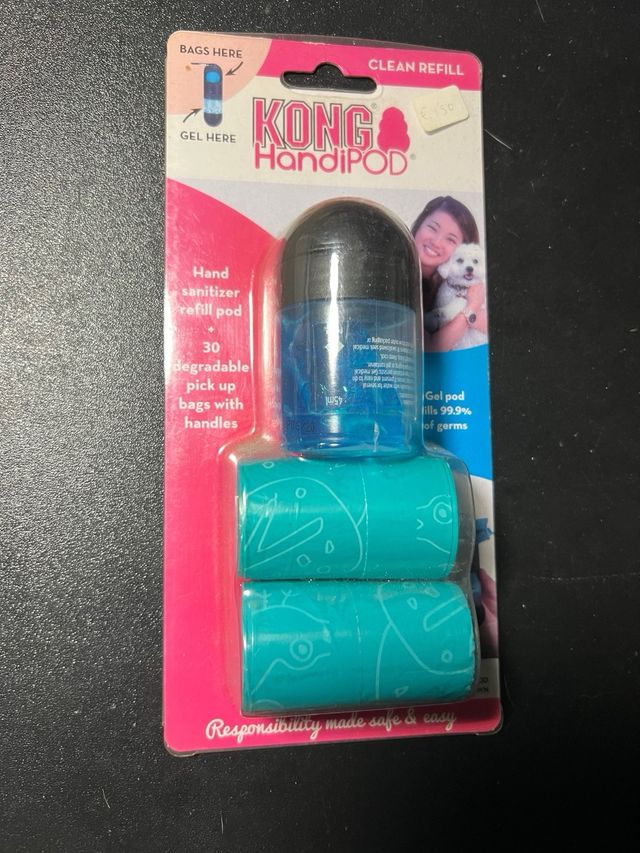 BAGS HERE
GEL HERE
CLEAN REFILL
KONG®
HandiPOD®
Hand
sanitizer
refill pod
+
30
degradable
pick up
bags with
handles
45ml
Gel pod
kills 99.9%
of germs
Responsibility made safe & easy